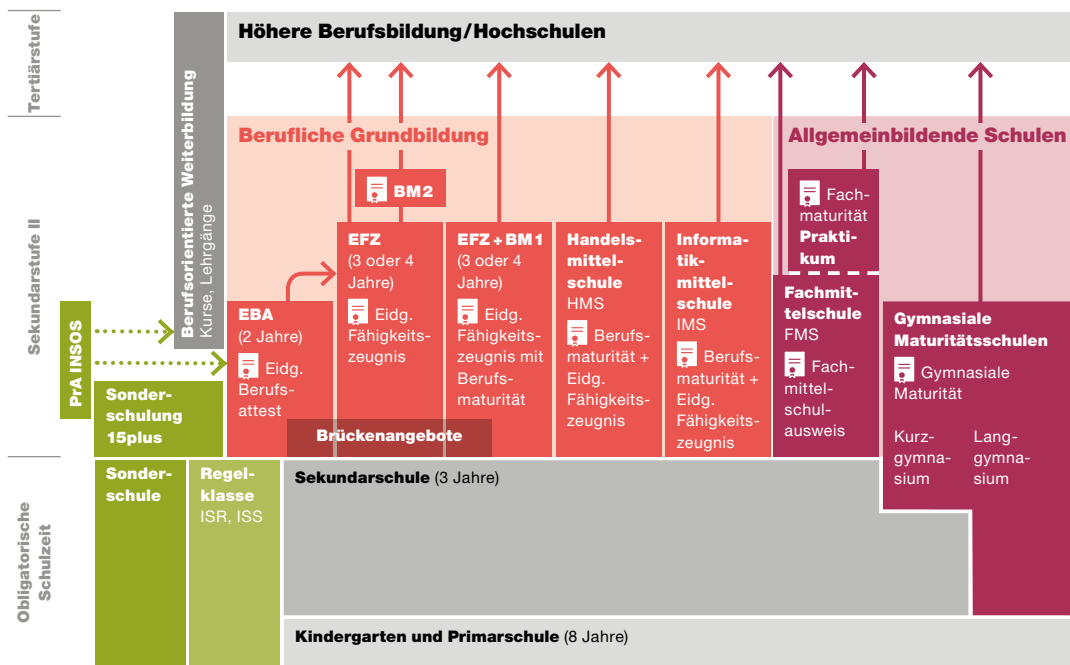 Tertiärstufe
Sekundarstufe II
Obligatorische
Schulzeit
Höhere Berufsbildung/Hochschulen
Berufsorientierte Weiterbildung
Kurse, Lehrgänge
Berufliche Grundbildung
Allgemeinbildende Schulen
BM2
PrA INSOS
Sonder-
schulung
15plus
EBA
(2 Jahre)
Eidg.
Berufs-
attest
EFZ
(3 oder 4
Jahre)
Eidg.
Fähigkeits-
zeugnis
EFZ + BM 1
(3 oder 4
Jahre)
Eidg.
Fähigkeits-
zeugnis mit
Berufs-
maturität
Brückenangebote
Handels-
mittel-
schule
HMS
Berufs-
maturität +
Eidg.
Fähigkeits-
zeugnis
Informa-
tik-
mittel-
schule
IMS
Berufs-
maturität +
Eidg.
Fähigkeits-
zeugnis
Fach-
maturität
Prakti-
kum
Fachmit-
telschule
FMS
Fach-
mittel-
schul-
ausweis
Gymnasiale
Maturitätsschulen
Gymnasiale
Maturität
Kurz-
gymna-
sium
Lang-
gymna-
sium
Sonder-
schule
Regel-
klasse
ISR, ISS
Sekundarschule (3 Jahre)
Kindergarten und Primarschule (8 Jahre)